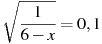 √(1/(6−x)) = 0,1